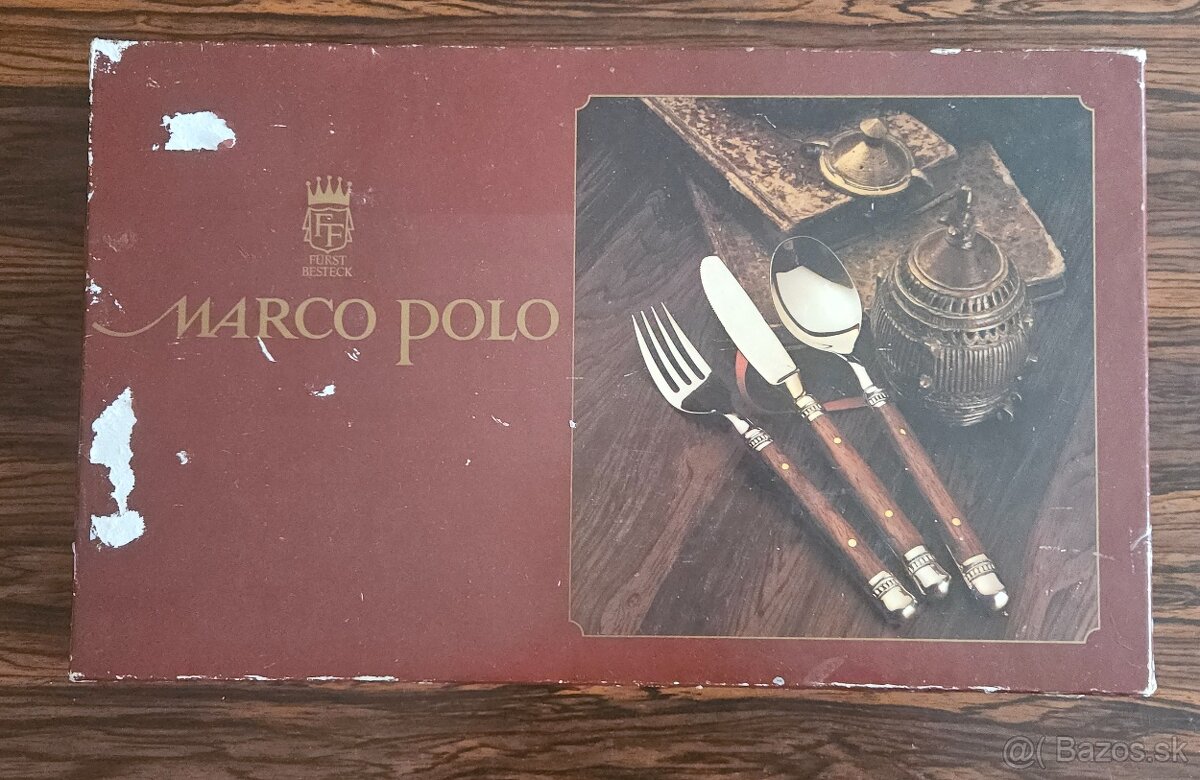 FF
FÜRST
BESTECK
MARCO POLO
@( Bazos.sk